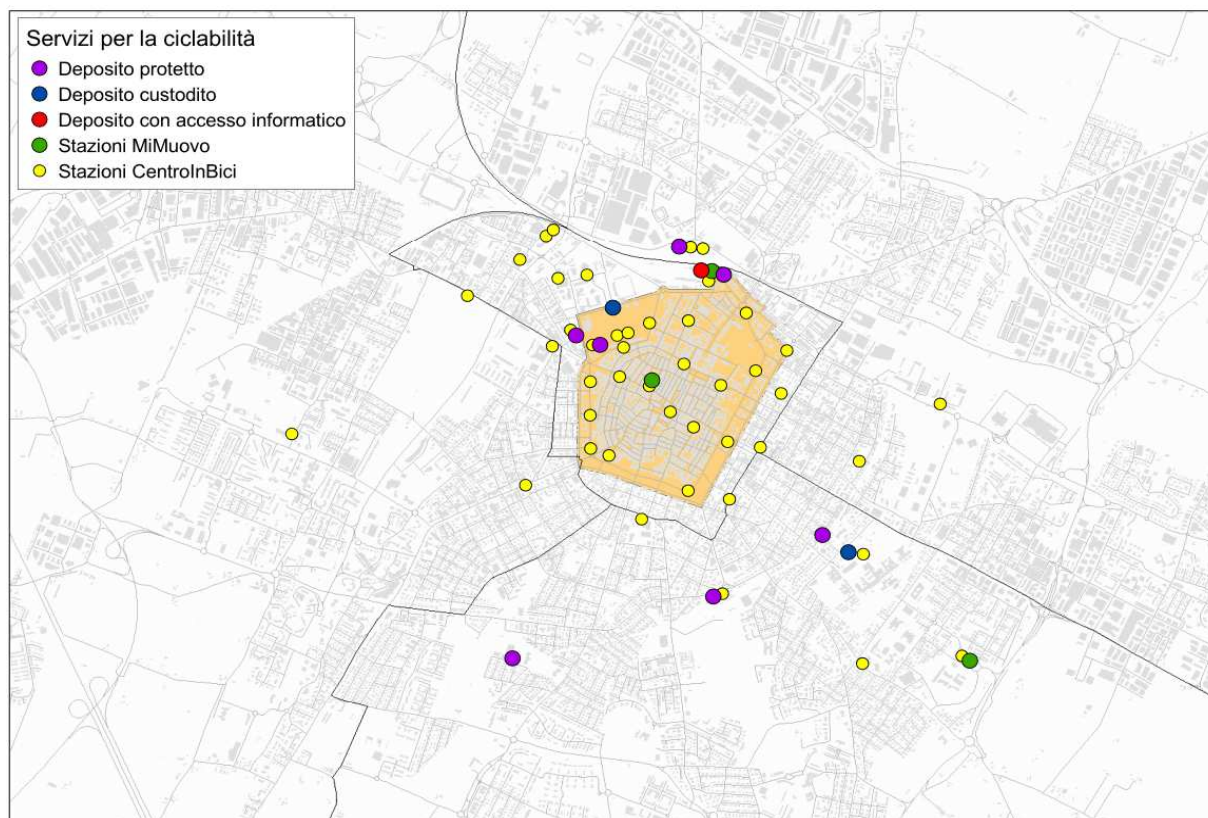 Servizi per la ciclabilità
Deposito protetto
Deposito custodito
Deposito con accesso informatico
Stazioni MiMuovo
Stazioni CentroInBici